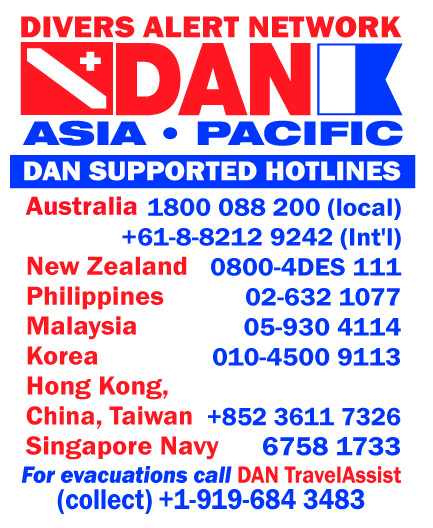 DIVERS ALERT NETWORK
DAN
ASIA • PACIFIC
DAN SUPPORTED HOTLINES
Australia 1800 088 200 (local)
+61-8-8212 9242 (Int'l)
New Zealand 0800-4DES 111
Philippines 02-632 1077
Malaysia 05-930 4114
Korea 010-4500 9113
Hong Kong,
China, Taiwan +852 3611 7326
Singapore Navy 6758 1733
For evacuations call DAN TravelAssist
(collect) +1-919-684 3483